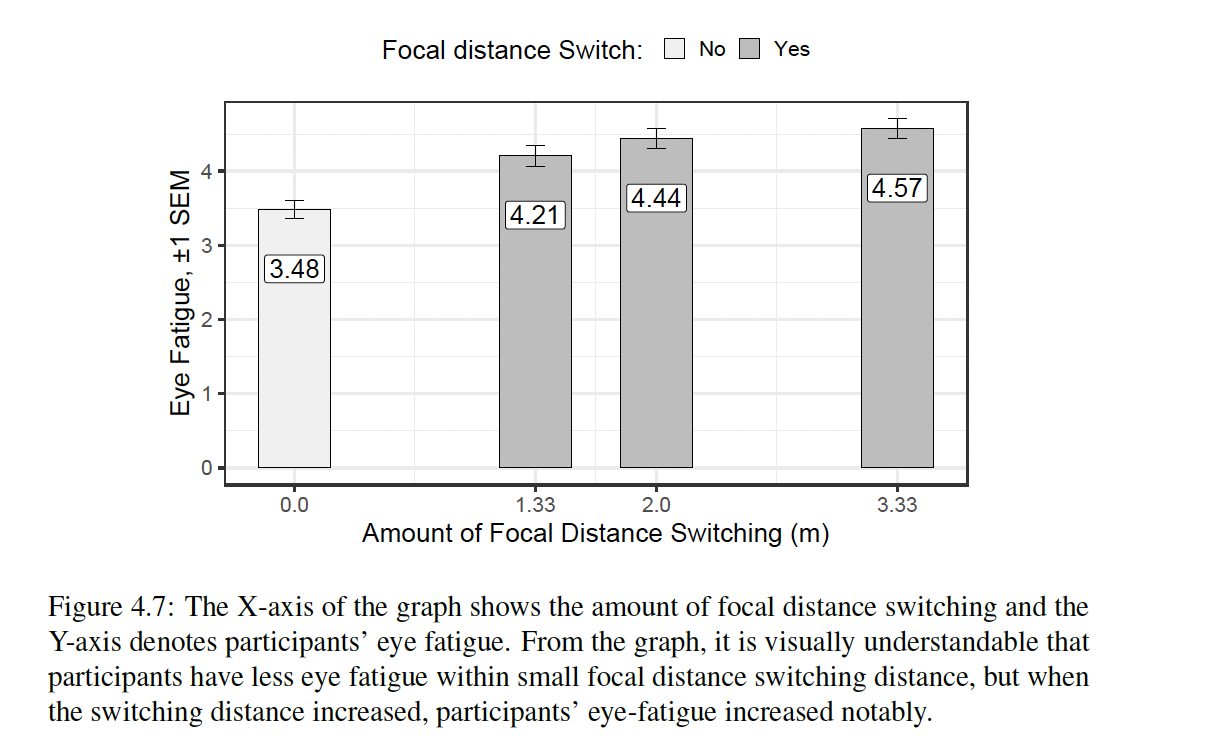 Focal distance Switch: No Yes
Eye Fatigue, ±1 SEM
4
3
2
1
0
3.48
4.21
4.44
4.57
0.0 1.33 2.0 3.33
Amount of Focal Distance Switching (m)
Figure 4.7: The X-axis of the graph shows the amount of focal distance switching and the
Y-axis denotes participants’ eye fatigue. From the graph, it is visually understandable that
participants have less eye fatigue within small focal distance switching distance, but when
the switching distance increased, participants’ eye-fatigue increased notably.